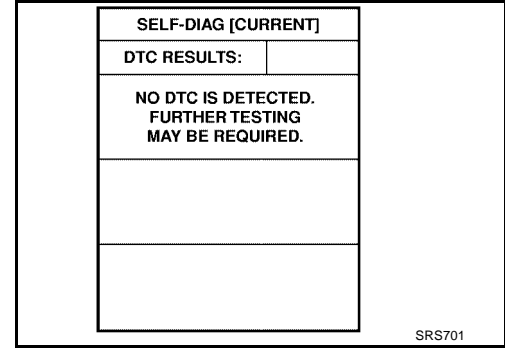 SELF-DIAG [CURRENT]
DTC RESULTS:
NO DTC IS DETECTED.
FURTHER TESTING
MAY BE REQUIRED.
SRS701